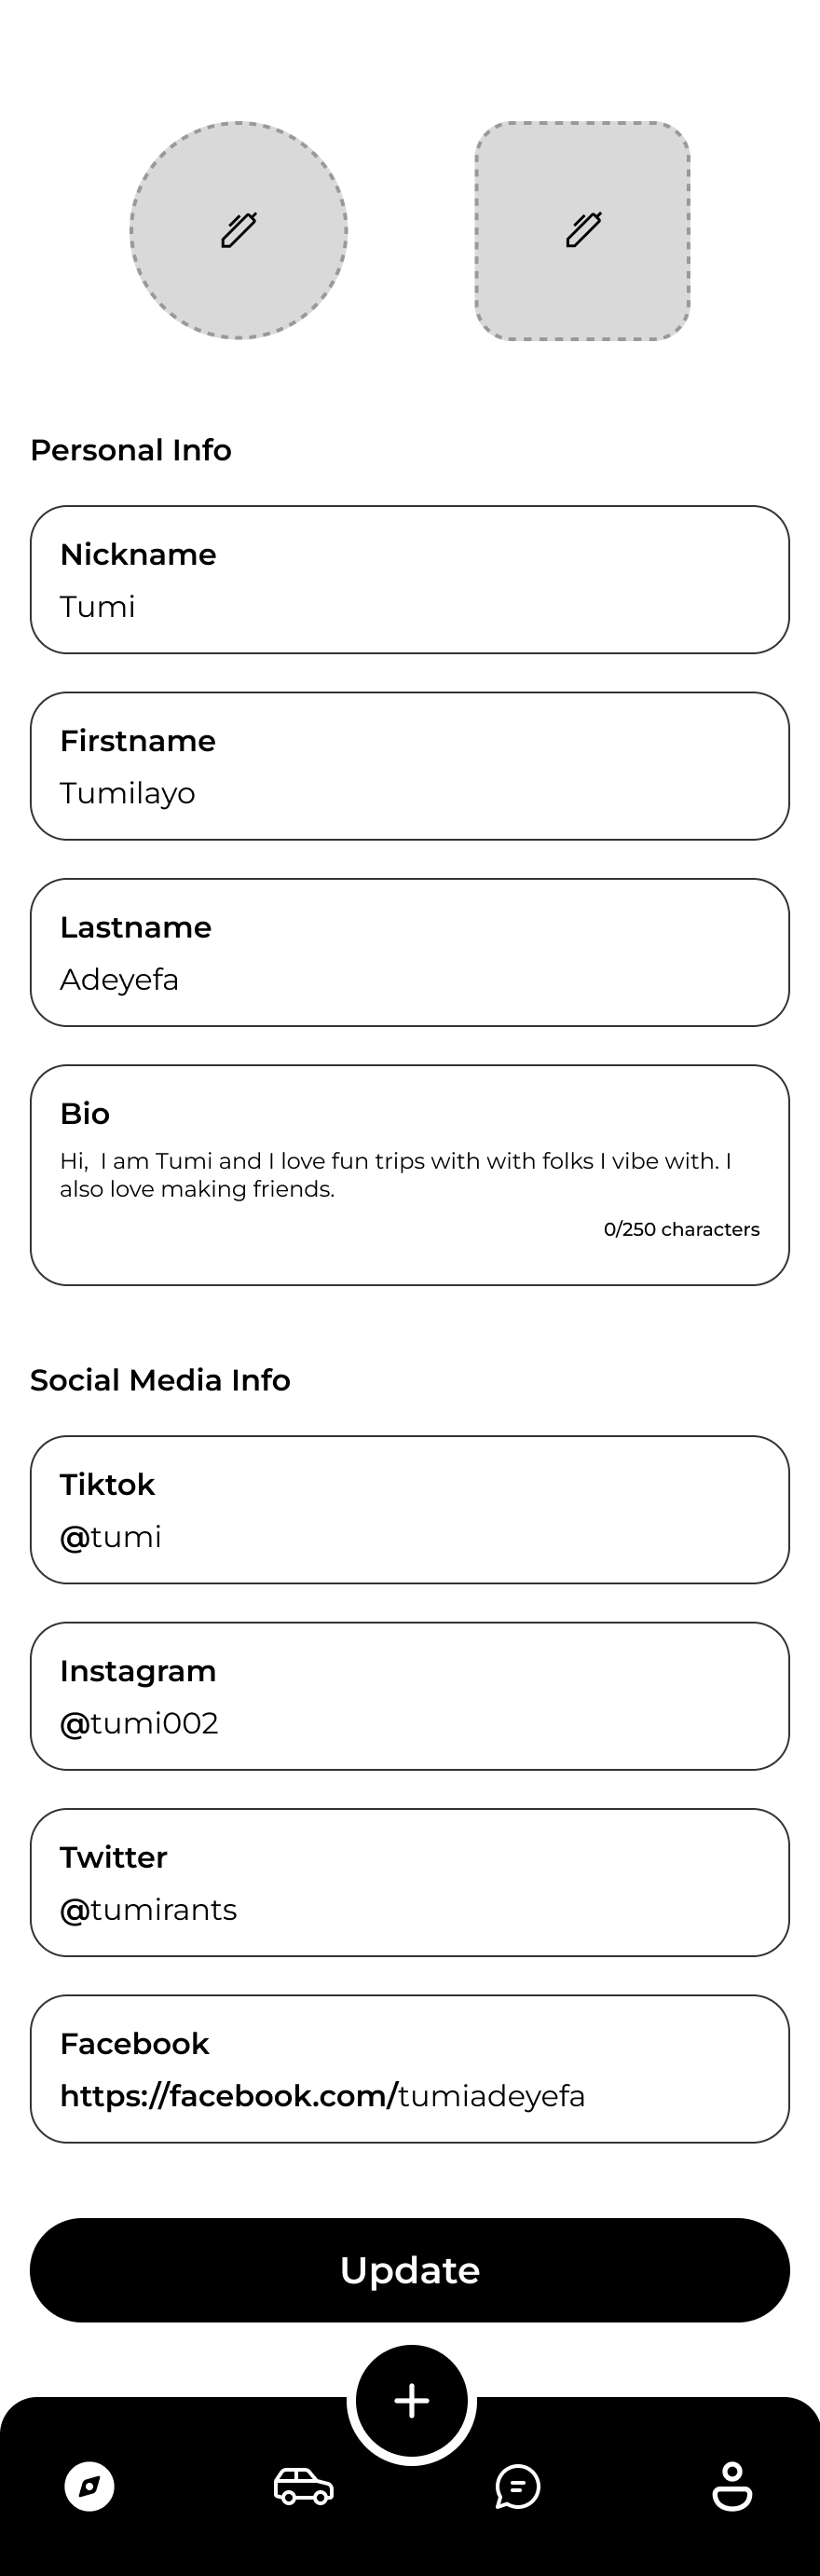 Personal Info
Nickname
Tumi
Firstname
Tumilayo
Lastname
Adeyefa
Bio
Hi,  I am Tumi and I love fun trips with with folks I vibe with. I
also love making friends.
0/250 characters
Social Media Info
Tiktok
@tumi
Instagram
@tumi002
Twitter
@tumirants
Facebook
https://facebook.com/tumiadeyefa
Update